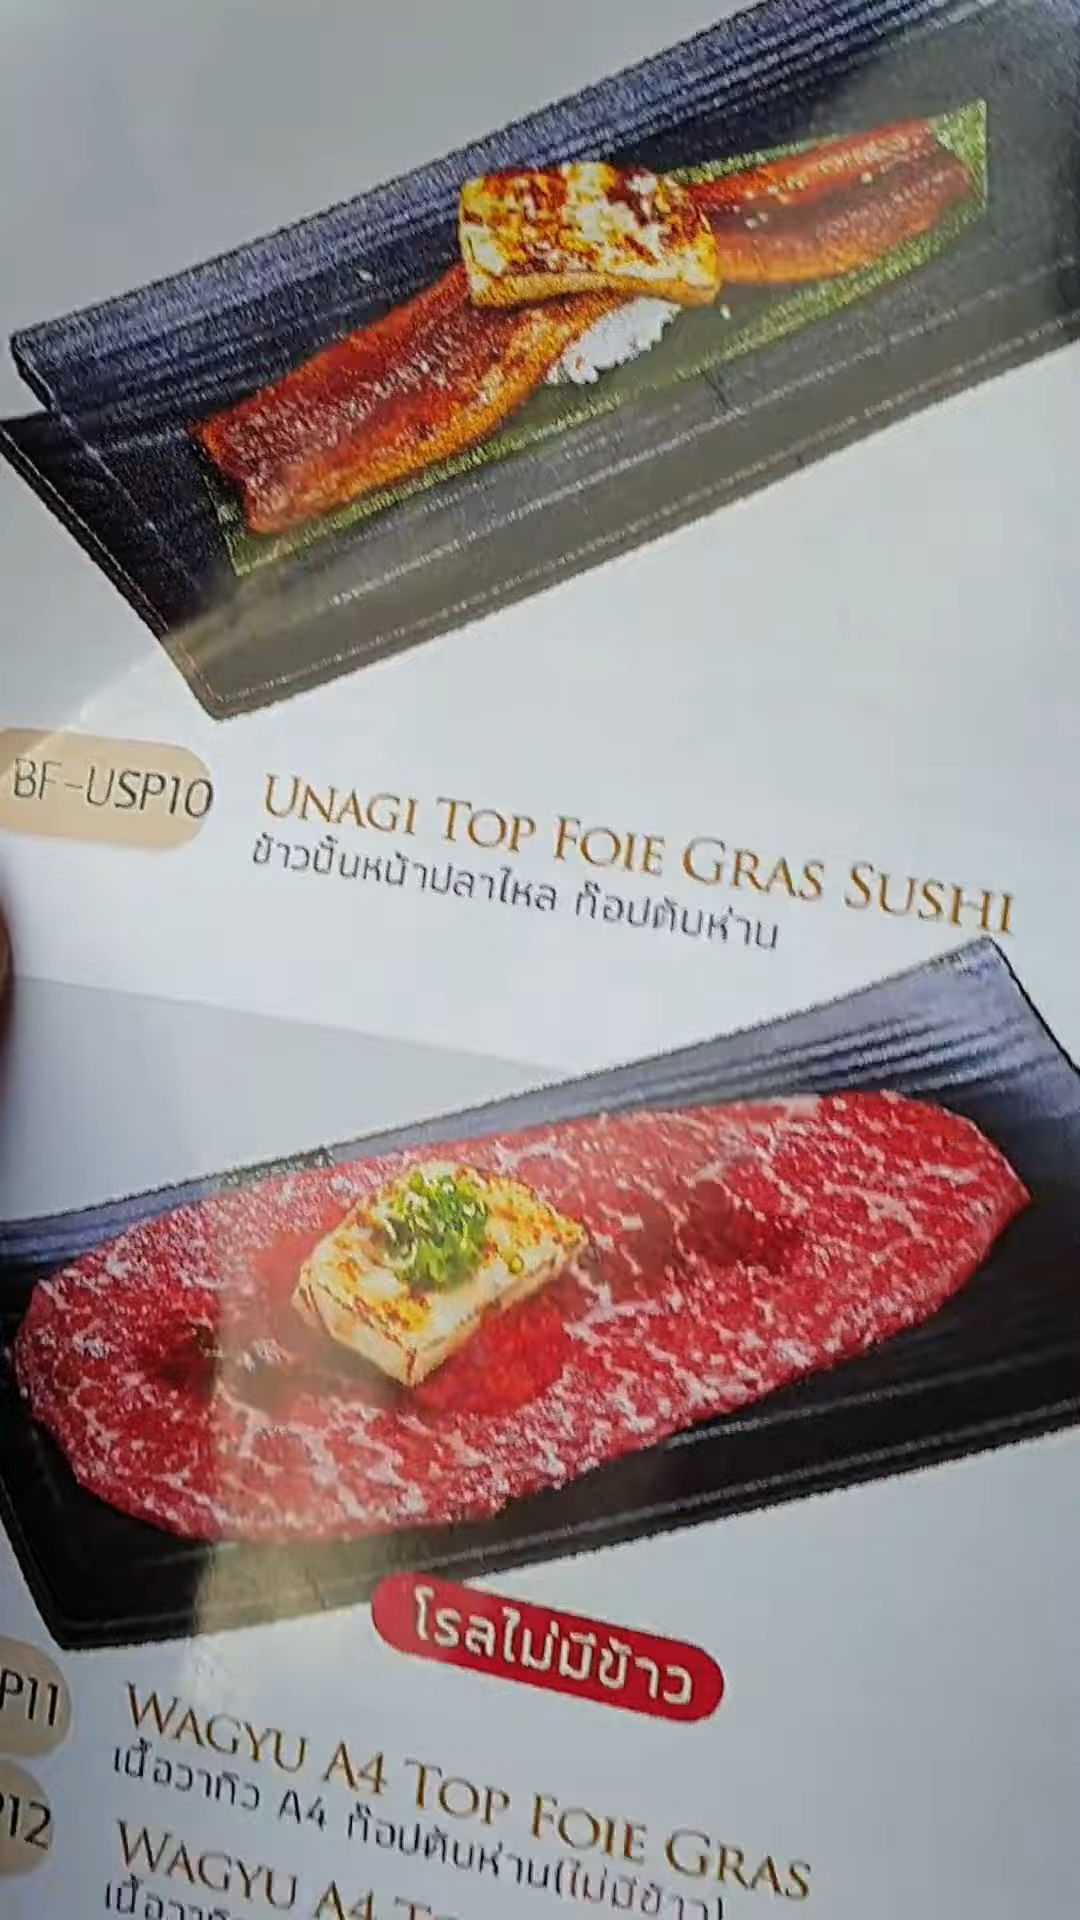 BF-USP10
UNAGI TOP FOIE GRAS SUSHI
ข้าวปั้นหน้าปลาไหล ท๊อปตับห่าน
โรลไม่มีข้าว
P11
WAGYU A4 TOP FOIE GRAS
เนื้อวากิว A4 ท๊อปตับห่าน(ไม่มีข้าว)
P12
WAGYU A4